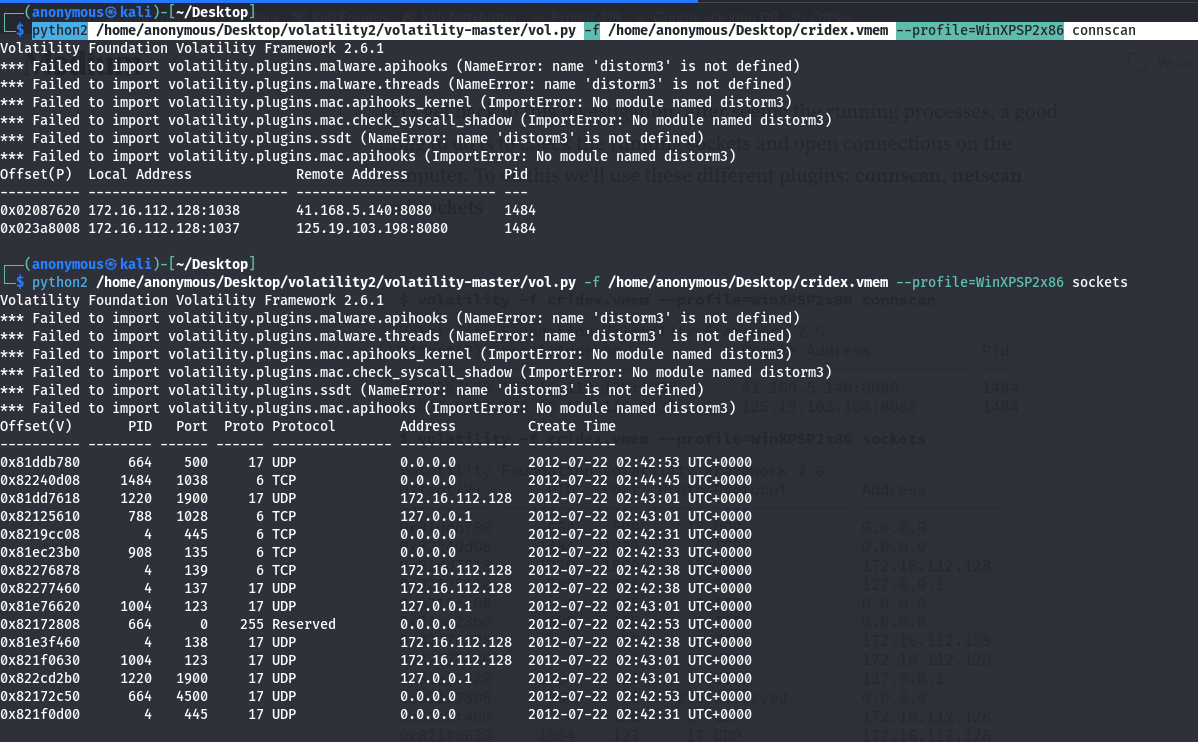 ┌──(anonymous㉿kali)-[~/Desktop]
└─$ python2 /home/anonymous/Desktop/volatility2/volatility-master/vol.py -f /home/anonymous/Desktop/cridex.vmem --profile=WinXPSP2x86 connscan
Volatility Foundation Volatility Framework 2.6.1
*** Failed to import volatility.plugins.malware.apihooks (NameError: name 'distorm3' is not defined)
*** Failed to import volatility.plugins.malware.threads (NameError: name 'distorm3' is not defined)
*** Failed to import volatility.plugins.mac.apihooks_kernel (ImportError: No module named distorm3)
*** Failed to import volatility.plugins.mac.check_syscall_shadow (ImportError: No module named distorm3)
*** Failed to import volatility.plugins.ssdt (NameError: name 'distorm3' is not defined)
*** Failed to import volatility.plugins.mac.apihooks (ImportError: No module named distorm3)
Offset(P)  Local Address             Remote Address            Pid
---------- ------------------------- ------------------------- ---
0x02087620 172.16.112.128:1038       41.168.5.140:8080         1484
0x023a8008 172.16.112.128:1037       125.19.103.198:8080       1484
┌──(anonymous㉿kali)-[~/Desktop]
└─$ python2 /home/anonymous/Desktop/volatility2/volatility-master/vol.py -f /home/anonymous/Desktop/cridex.vmem --profile=WinXPSP2x86 sockets
Volatility Foundation Volatility Framework 2.6.1
*** Failed to import volatility.plugins.malware.apihooks (NameError: name 'distorm3' is not defined)
*** Failed to import volatility.plugins.malware.threads (NameError: name 'distorm3' is not defined)
*** Failed to import volatility.plugins.mac.apihooks_kernel (ImportError: No module named distorm3)
*** Failed to import volatility.plugins.mac.check_syscall_shadow (ImportError: No module named distorm3)
*** Failed to import volatility.plugins.ssdt (NameError: name 'distorm3' is not defined)
*** Failed to import volatility.plugins.mac.apihooks (ImportError: No module named distorm3)
Offset(V)       PID   Port  Proto Protocol        Address         Create Time
---------- -------- ------ ------ --------------- --------------- -----------
0x81ddb780      664    500     17 UDP             0.0.0.0         2012-07-22 02:42:53 UTC+0000
0x82240d08     1484   1038      6 TCP             0.0.0.0         2012-07-22 02:44:45 UTC+0000
0x81dd7618     1220   1900     17 UDP             172.16.112.128  2012-07-22 02:43:01 UTC+0000
0x82125610      788   1028      6 TCP             127.0.0.1       2012-07-22 02:43:01 UTC+0000
0x8219cc08        4    445      6 TCP             0.0.0.0         2012-07-22 02:42:31 UTC+0000
0x81ec23b0      908    135      6 TCP             0.0.0.0         2012-07-22 02:42:33 UTC+0000
0x82276878        4    139      6 TCP             172.16.112.128  2012-07-22 02:42:38 UTC+0000
0x82277460        4    137     17 UDP             172.16.112.128  2012-07-22 02:42:38 UTC+0000
0x81e76620     1004    123     17 UDP             127.0.0.1       2012-07-22 02:43:01 UTC+0000
0x82172808      664      0    255 Reserved        0.0.0.0         2012-07-22 02:42:53 UTC+0000
0x81e3f460        4    138     17 UDP             172.16.112.128  2012-07-22 02:42:38 UTC+0000
0x821f0630     1004    123     17 UDP             172.16.112.128  2012-07-22 02:43:01 UTC+0000
0x822cd2b0     1220   1900     17 UDP             127.0.0.1       2012-07-22 02:43:01 UTC+0000
0x82172c50      664   4500     17 UDP             0.0.0.0         2012-07-22 02:42:53 UTC+0000
0x821f0d00        4    445     17 UDP             0.0.0.0         2012-07-22 02:42:31 UTC+0000